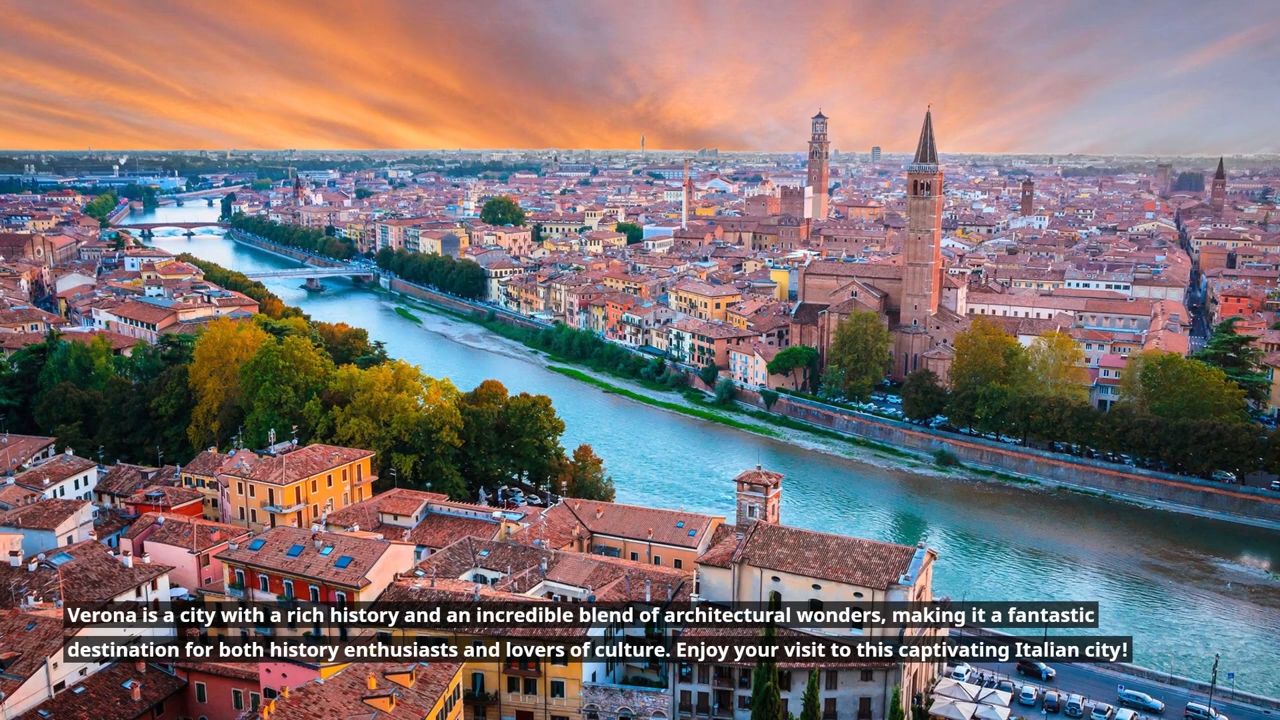 Verona is a city with a rich history and an incredible blend of architectural wonders, making it a fantastic
destination for both history enthusiasts and lovers of culture. Enjoy your visit to this captivating Italian city!